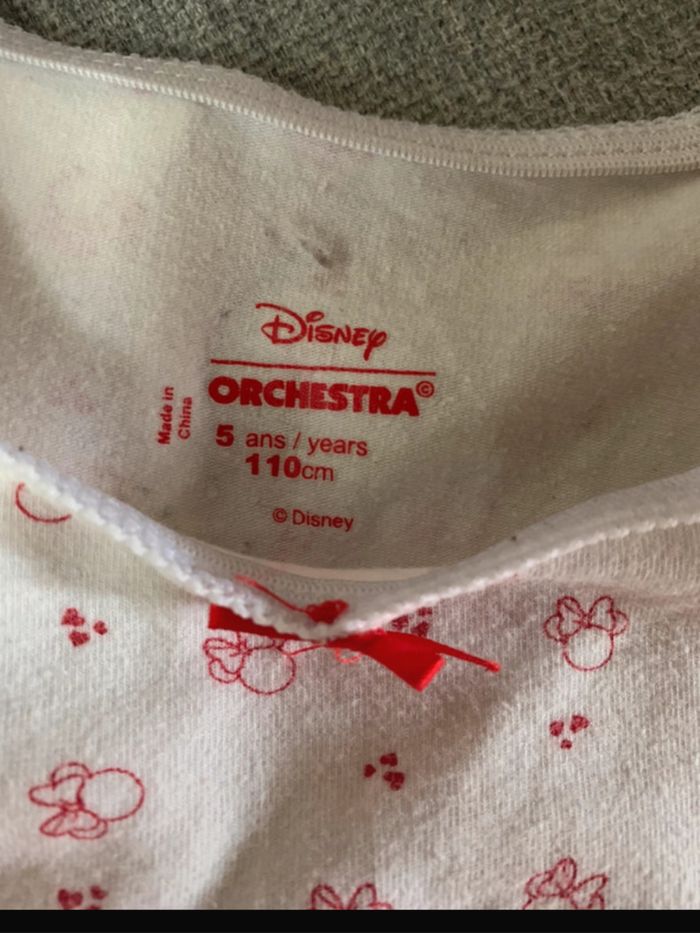 Disney
ORCHESTRA©
Made in
China
5 ans / years
110cm
© Disney